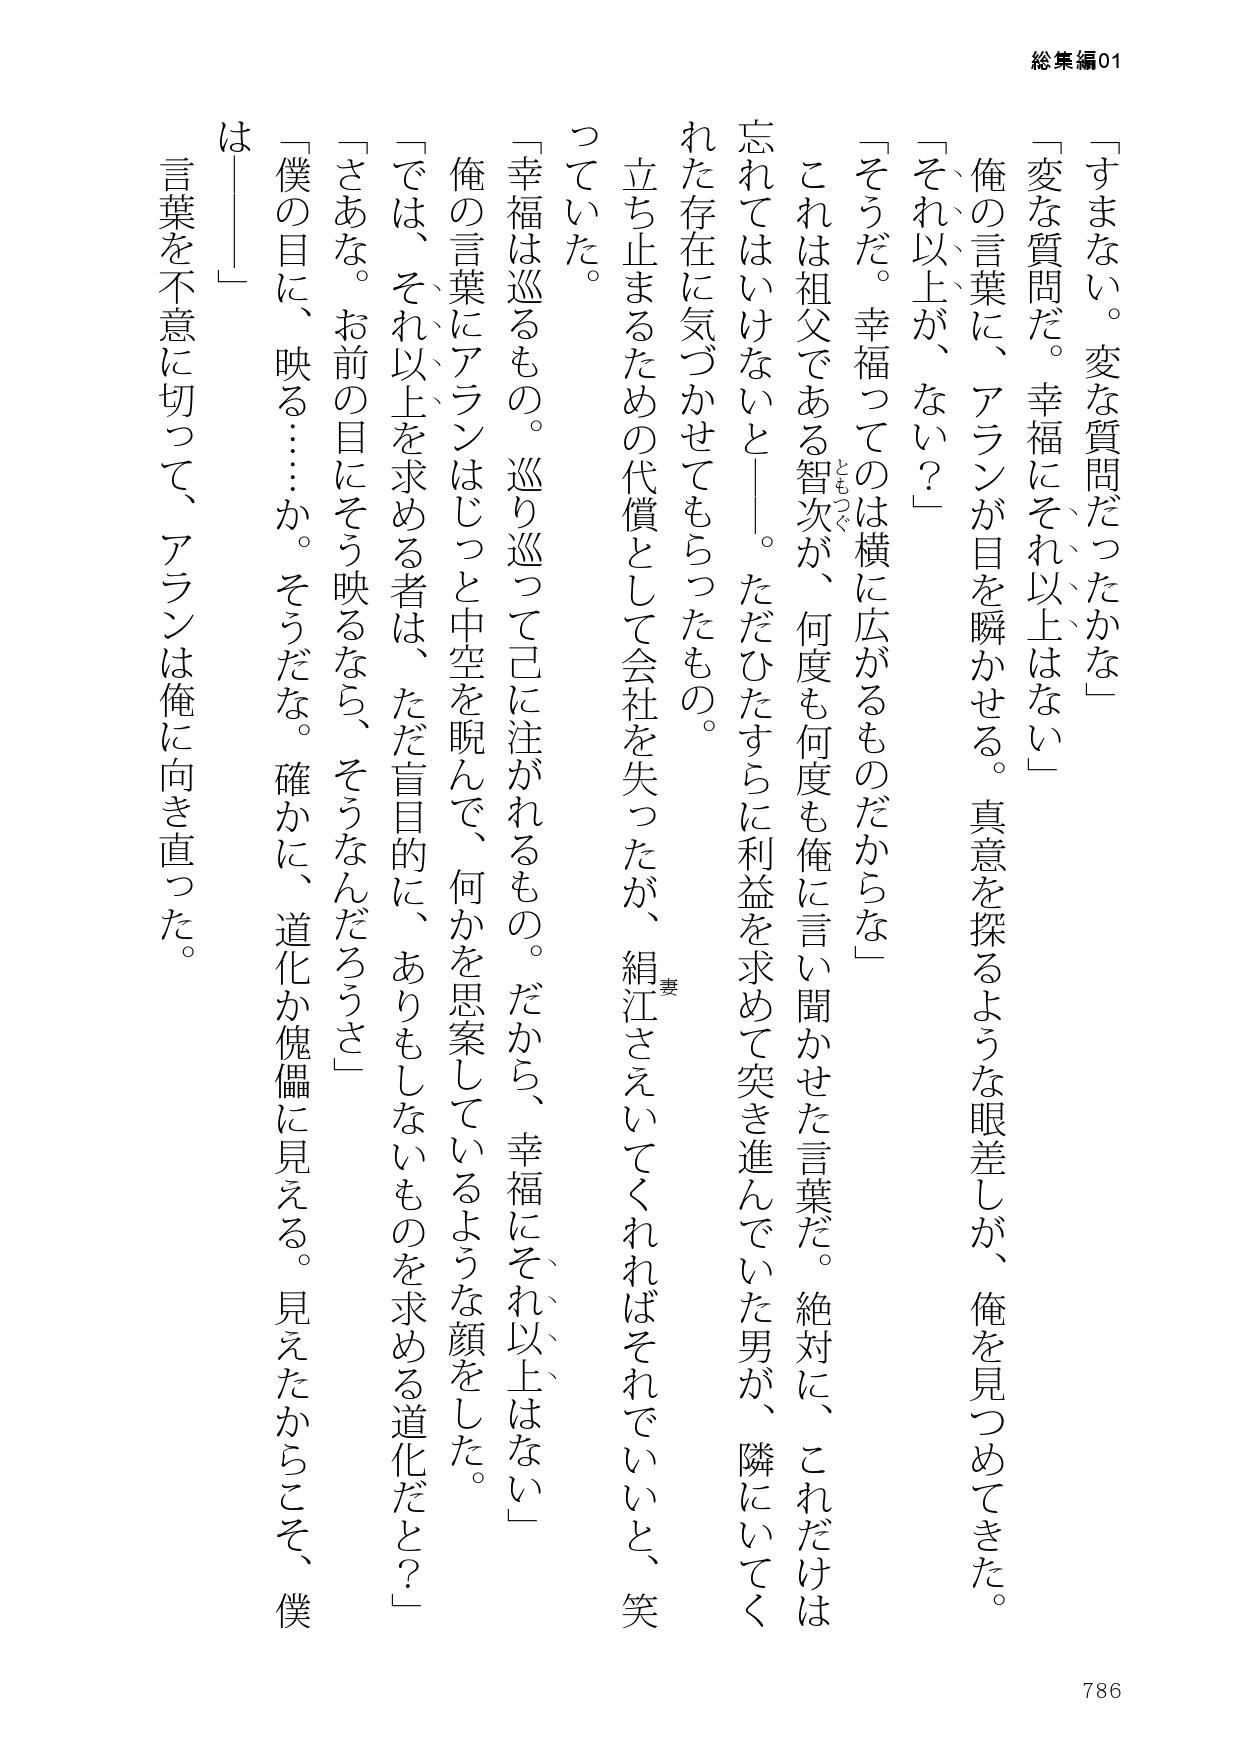 総集編01
「すまない。変な質問だったかな」
「変な質問だ。幸福にそれ以上はない」
　俺の言葉に、アランが目を瞬かせる。真意を探るような眼差しが、俺を見つめてきた。
「それ以上が、ない？」
「そうだ。幸福ってのは横に広がるものだからな」
　これは祖父である智次が、何度も何度も俺に言い聞かせた言葉だ。絶対に、これだけは
ともつぐ
忘れてはいけないと――。ただひたすらに利益を求めて突き進んでいた男が、隣にいてく
れた存在に気づかせてもらったもの。
　立ち止まるための代償として会社を失ったが、絹江さえいてくれればそれでいいと、笑
妻
っていた。
「幸福は巡るもの。巡り巡って己に注がれるもの。だから、幸福にそれ以上はない」
　俺の言葉にアランはじっと中空を睨んで、何かを思案しているような顔をした。
「では、それ以上を求める者は、ただ盲目的に、ありもしないものを求める道化だと？」
「さあな。お前の目にそう映るなら、そうなんだろうさ」
「僕の目に、映る……か。そうだな。確かに、道化か傀儡に見える。見えたからこそ、僕
は――――」
　言葉を不意に切って、アランは俺に向き直った。
786